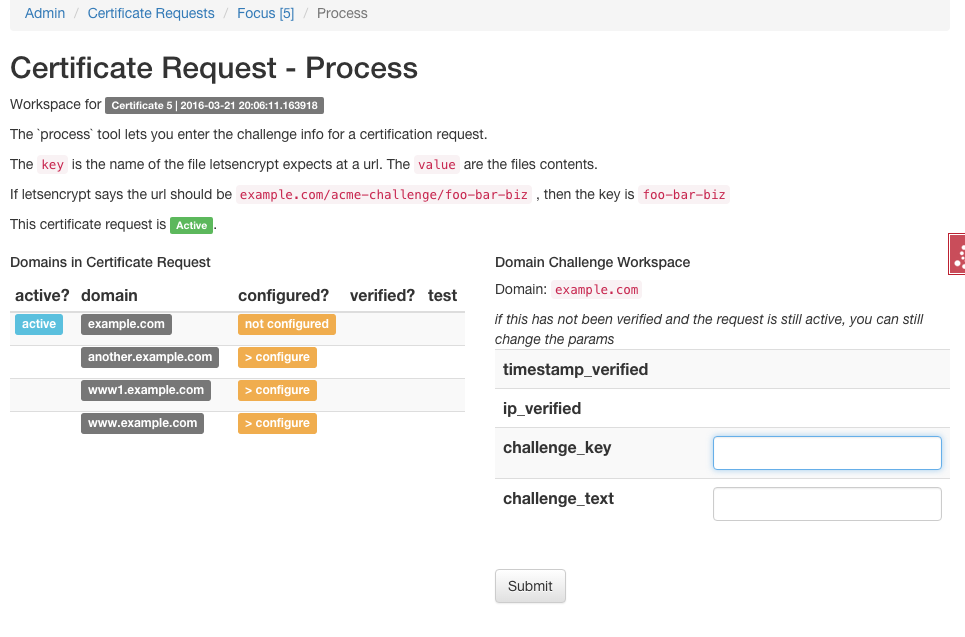 Admin / Certificate Requests / Focus [5] / Process
Certificate Request - Process
Workspace for Certificate 5 | 2016-03-21 20:06:11.163918
The `process` tool lets you enter the challenge info for a certification request.
The key is the name of the file letsencrypt expects at a url. The value are the files contents.
If letsencrypt says the url should be example.com/acme-challenge/foo-bar-biz , then the key is foo-bar-biz
This certificate request is Active.
Domains in Certificate Request
active? domain configured? verified? test
active example.com not configured
another.example.com > configure
www1.example.com > configure
www.example.com > configure
Domain Challenge Workspace
Domain: example.com
if this has not been verified and the request is still active, you can still
change the params
timestamp_verified
ip_verified
challenge_key
challenge_text
Submit